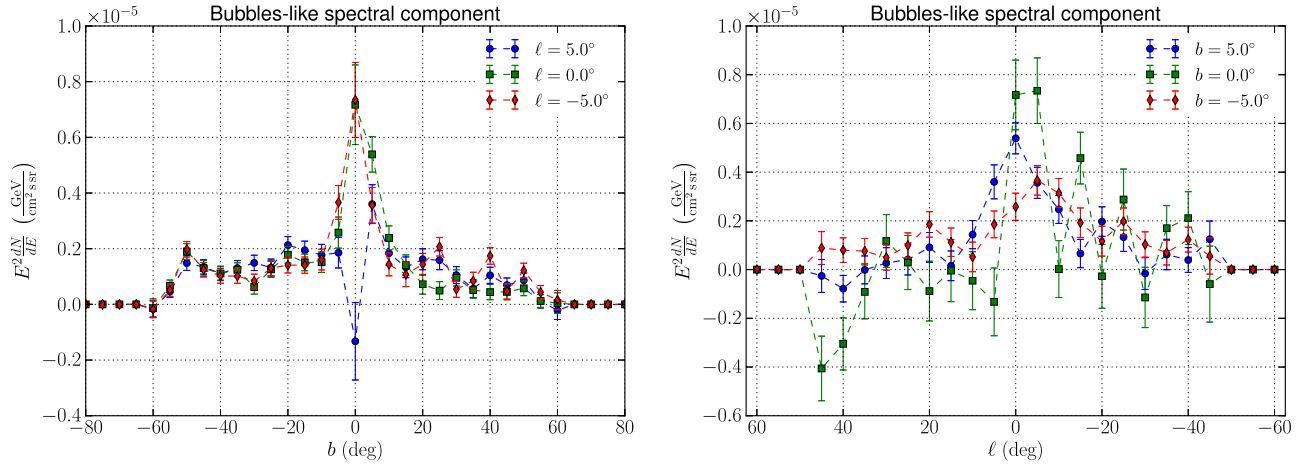 Bubbles-like spectral component
×10⁻⁵
1.0
0.8
0.6
0.4
0.2
0.0
−0.2
−0.4
−80 −60 −40 −20 0 20 40 60 80
b (deg)
E² dN/dE (GeV / cm² s sr)
ℓ = 5.0°
ℓ = 0.0°
ℓ = −5.0°
Bubbles-like spectral component
×10⁻⁵
1.0
0.8
0.6
0.4
0.2
0.0
−0.2
−0.4
−0.6
60 40 20 0 −20 −40 −60
ℓ (deg)
E² dN/dE (GeV / cm² s sr)
b = 5.0°
b = 0.0°
b = −5.0°